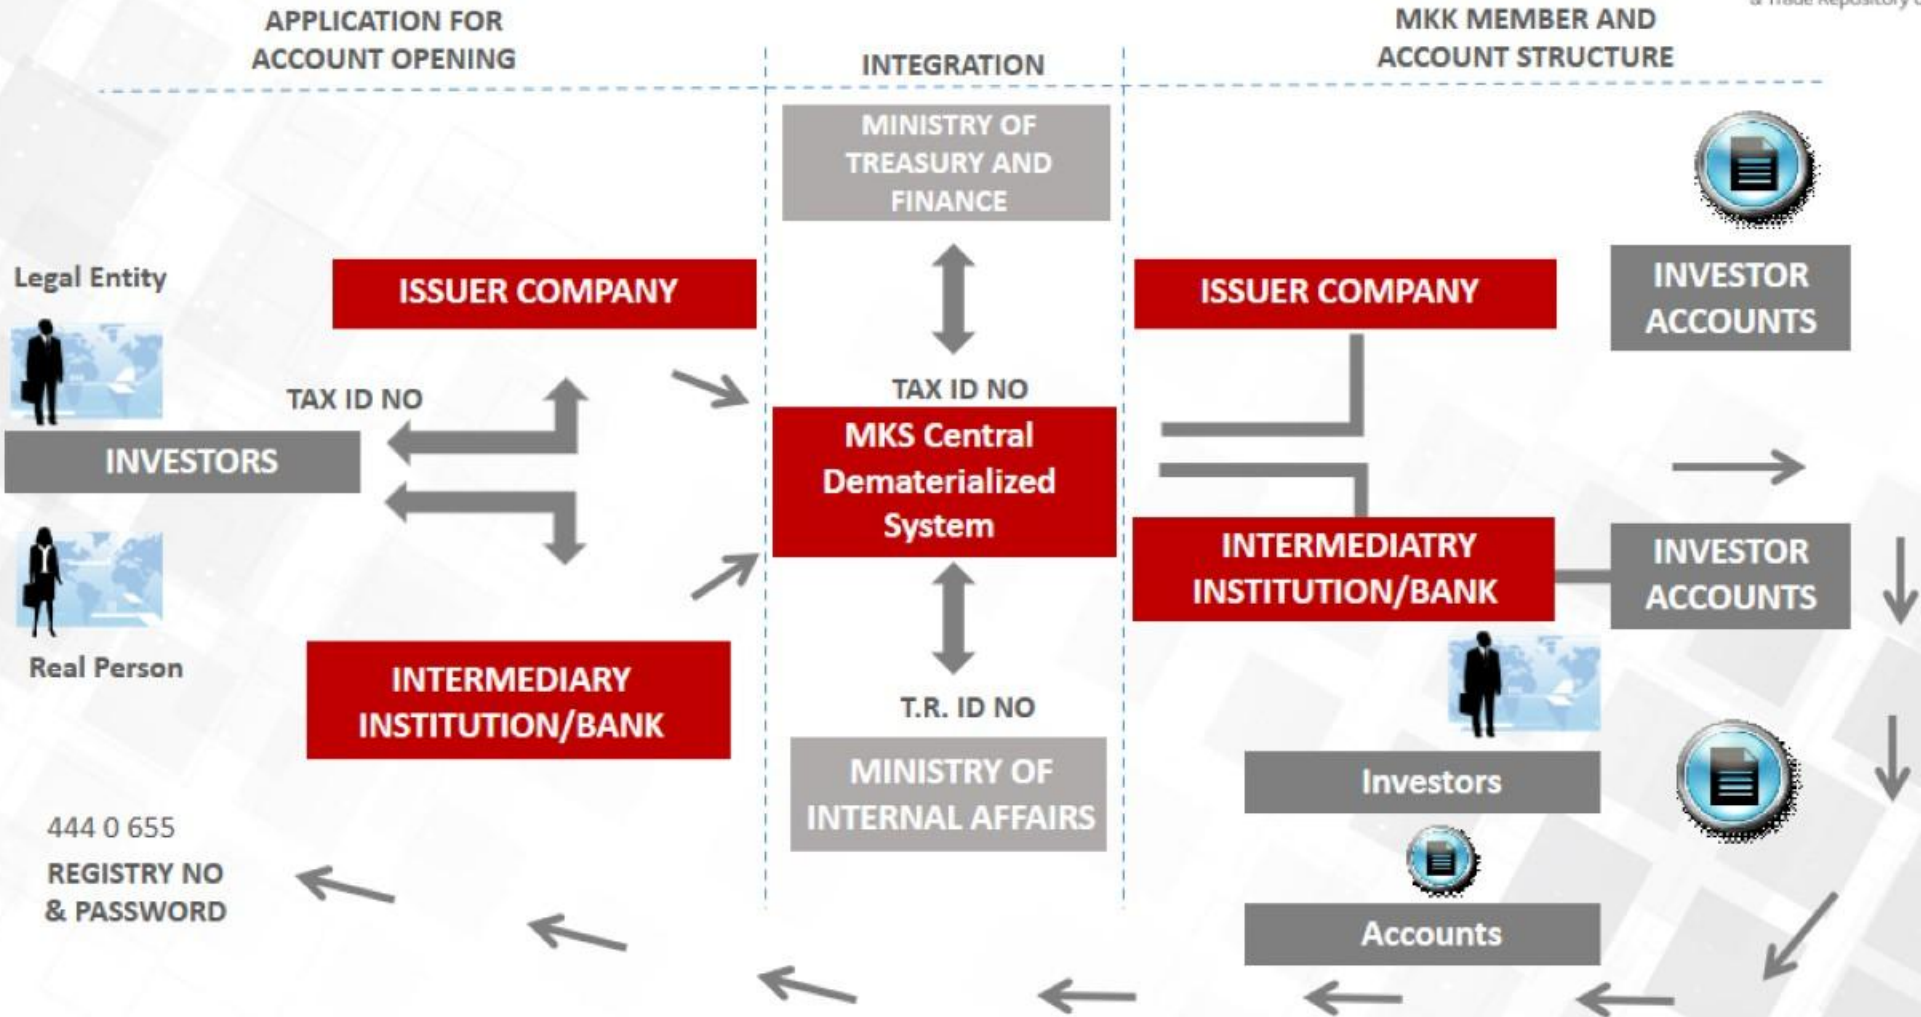 & Trade Repository
APPLICATION FOR
ACCOUNT OPENING
INTEGRATION
MKK MEMBER AND
ACCOUNT STRUCTURE
MINISTRY OF
TREASURY AND
FINANCE
Legal Entity
ISSUER COMPANY
ISSUER COMPANY
INVESTOR
ACCOUNTS
TAX ID NO
TAX ID NO
INVESTORS
MKS Central
Dematerialized
System
INTERMEDIATRY
INSTITUTION/BANK
INVESTOR
ACCOUNTS
Real Person
INTERMEDIARY
INSTITUTION/BANK
T.R. ID NO
MINISTRY OF
INTERNAL AFFAIRS
Investors
444 0 655
REGISTRY NO
& PASSWORD
Accounts